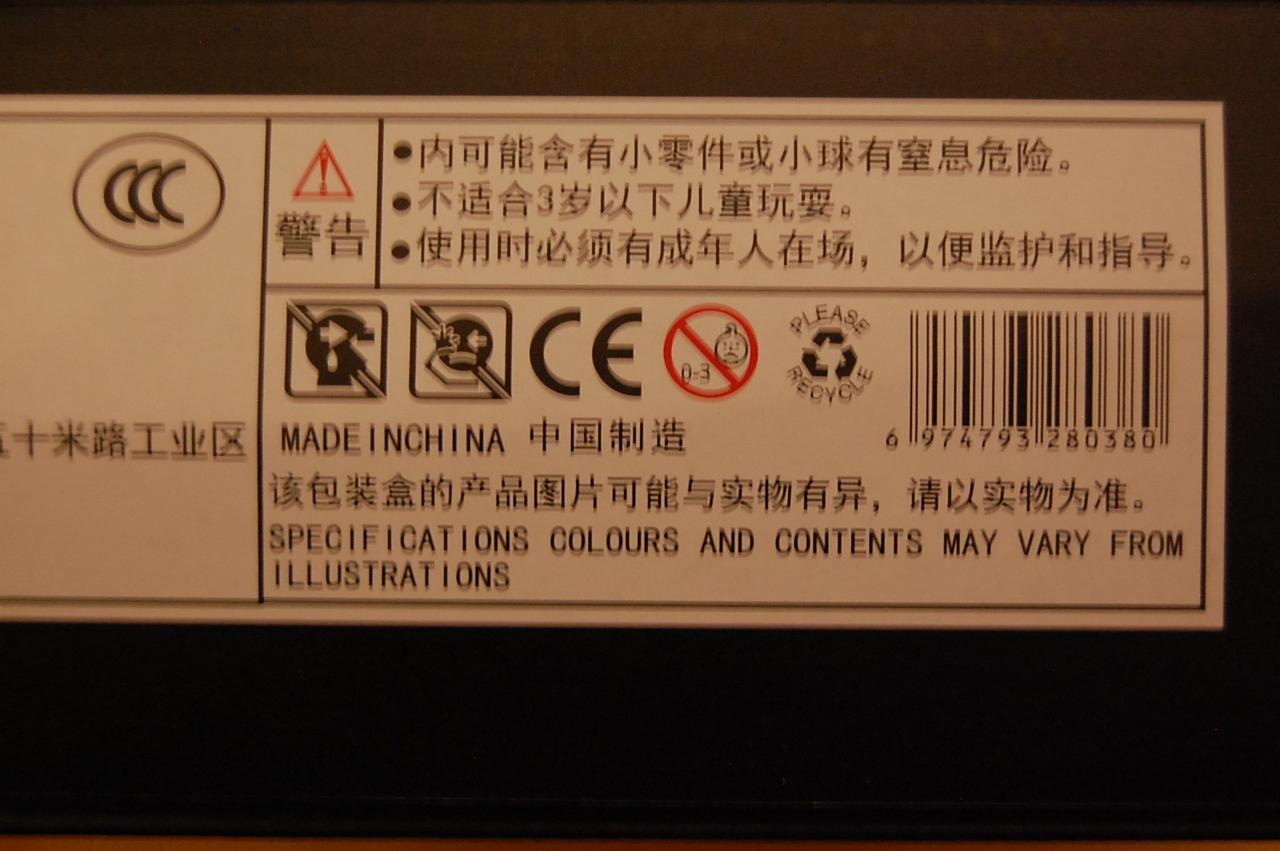 CCC
警告
•内可能含有小零件或小球有窒息危险。
•不适合3岁以下儿童玩耍。
•使用时必须有成年人在场，以便监护和指导。
CE
0-3
PLEASE
RECYCLE
6 974793 280380
十米路工业区
MADEINCHINA 中国制造
该包装盒的产品图片可能与实物有异，请以实物为准。
SPECIFICATIONS COLOURS AND CONTENTS MAY VARY FROM
ILLUSTRATIONS